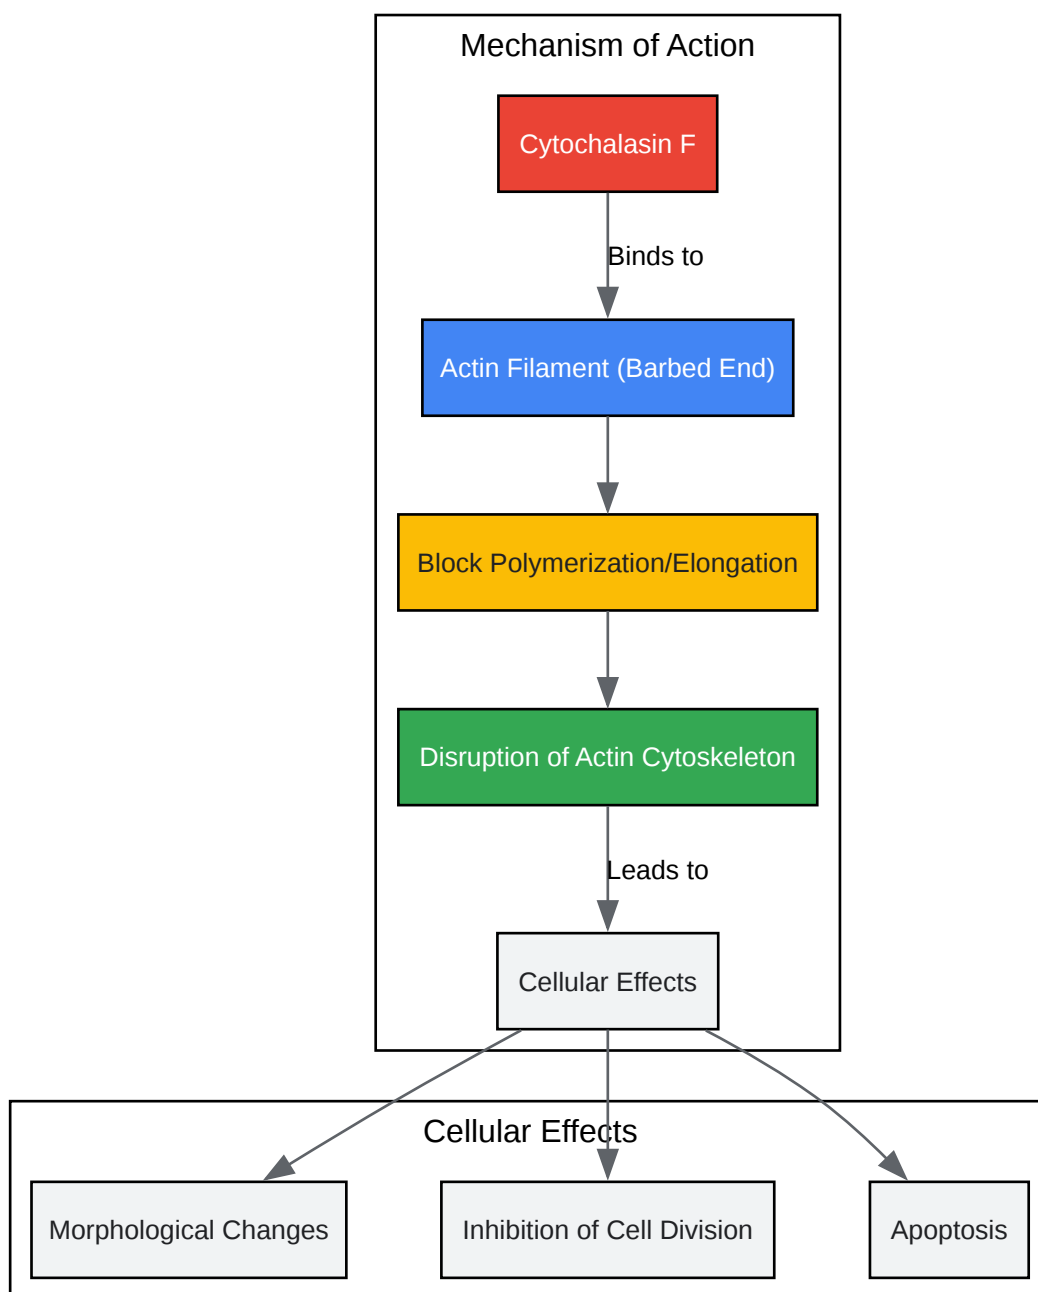 Mechanism of Action
Cytochalasin F
Binds to
Actin Filament (Barbed End)
Block Polymerization/Elongation
Disruption of Actin Cytoskeleton
Leads to
Cellular Effects
Cellular Effects
Morphological Changes
Inhibition of Cell Division
Apoptosis